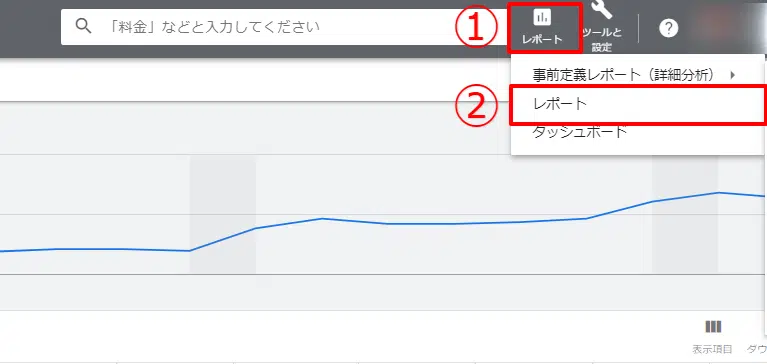 「料金」などと入力してください
①
レポート
ツールと
設定
?
事前定義レポート（詳細分析）
②
レポート
ダッシュボード
表示項目
ダウ